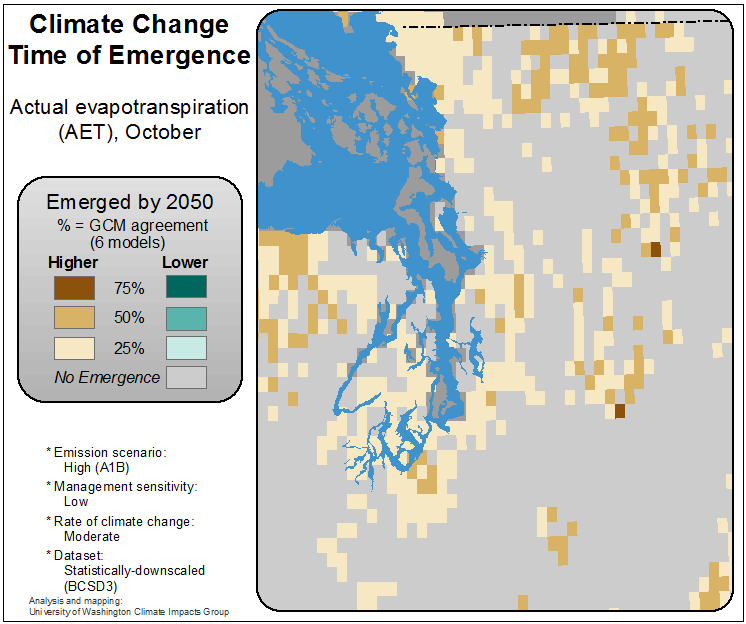 Climate Change
Time of Emergence
Actual evapotranspiration
(AET), October
Emerged by 2050
% = GCM agreement
(6 models)
Higher Lower
75%
50%
25%
No Emergence
* Emission scenario:
High (A1B)
* Management sensitivity:
Low
* Rate of climate change:
Moderate
* Dataset:
Statistically-downscaled
(BCSD3)
Analysis and mapping:
University of Washington Climate Impacts Group